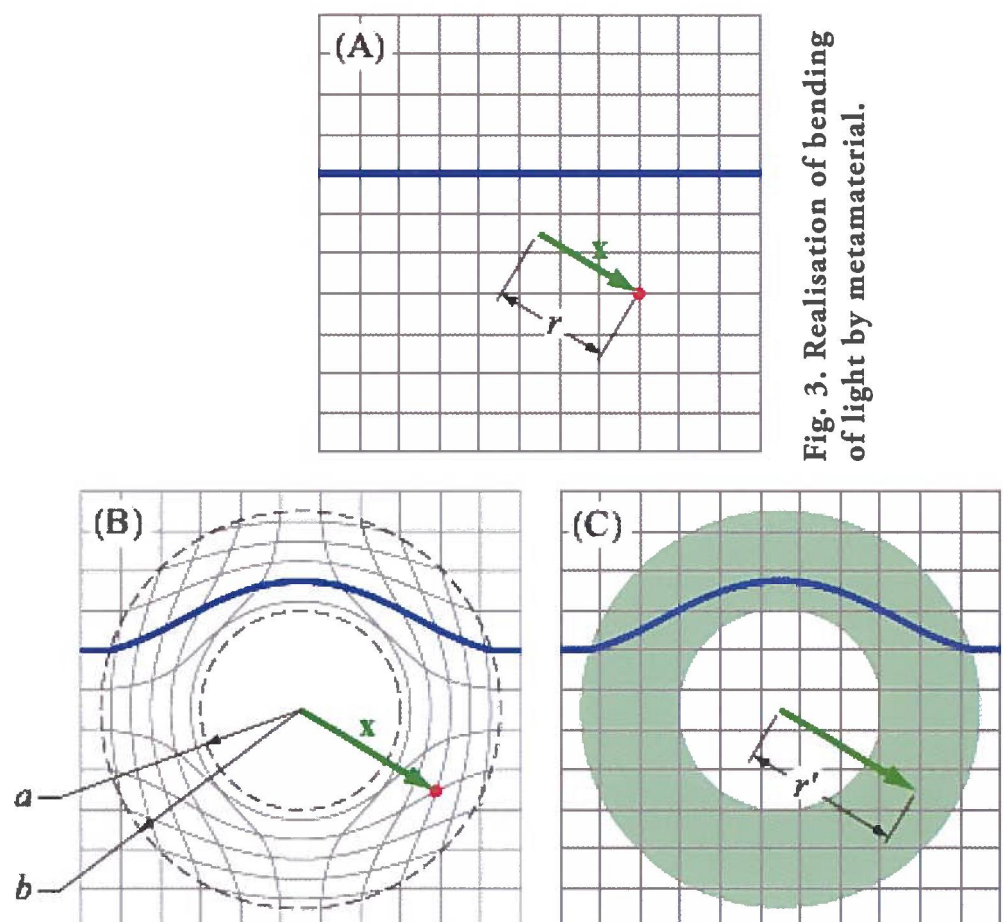 (A)
x
r
Fig. 3. Realisation of bending
of light by metamaterial.
(B)
x
a
b
(C)
r'